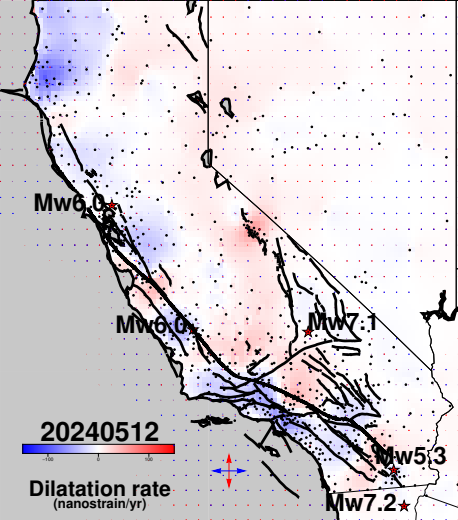 Mw6.0
Mw6.0
Mw7.1
20240512
-100 0 100
Dilatation rate
(nanostrain/yr)
Mw5.3
Mw7.2